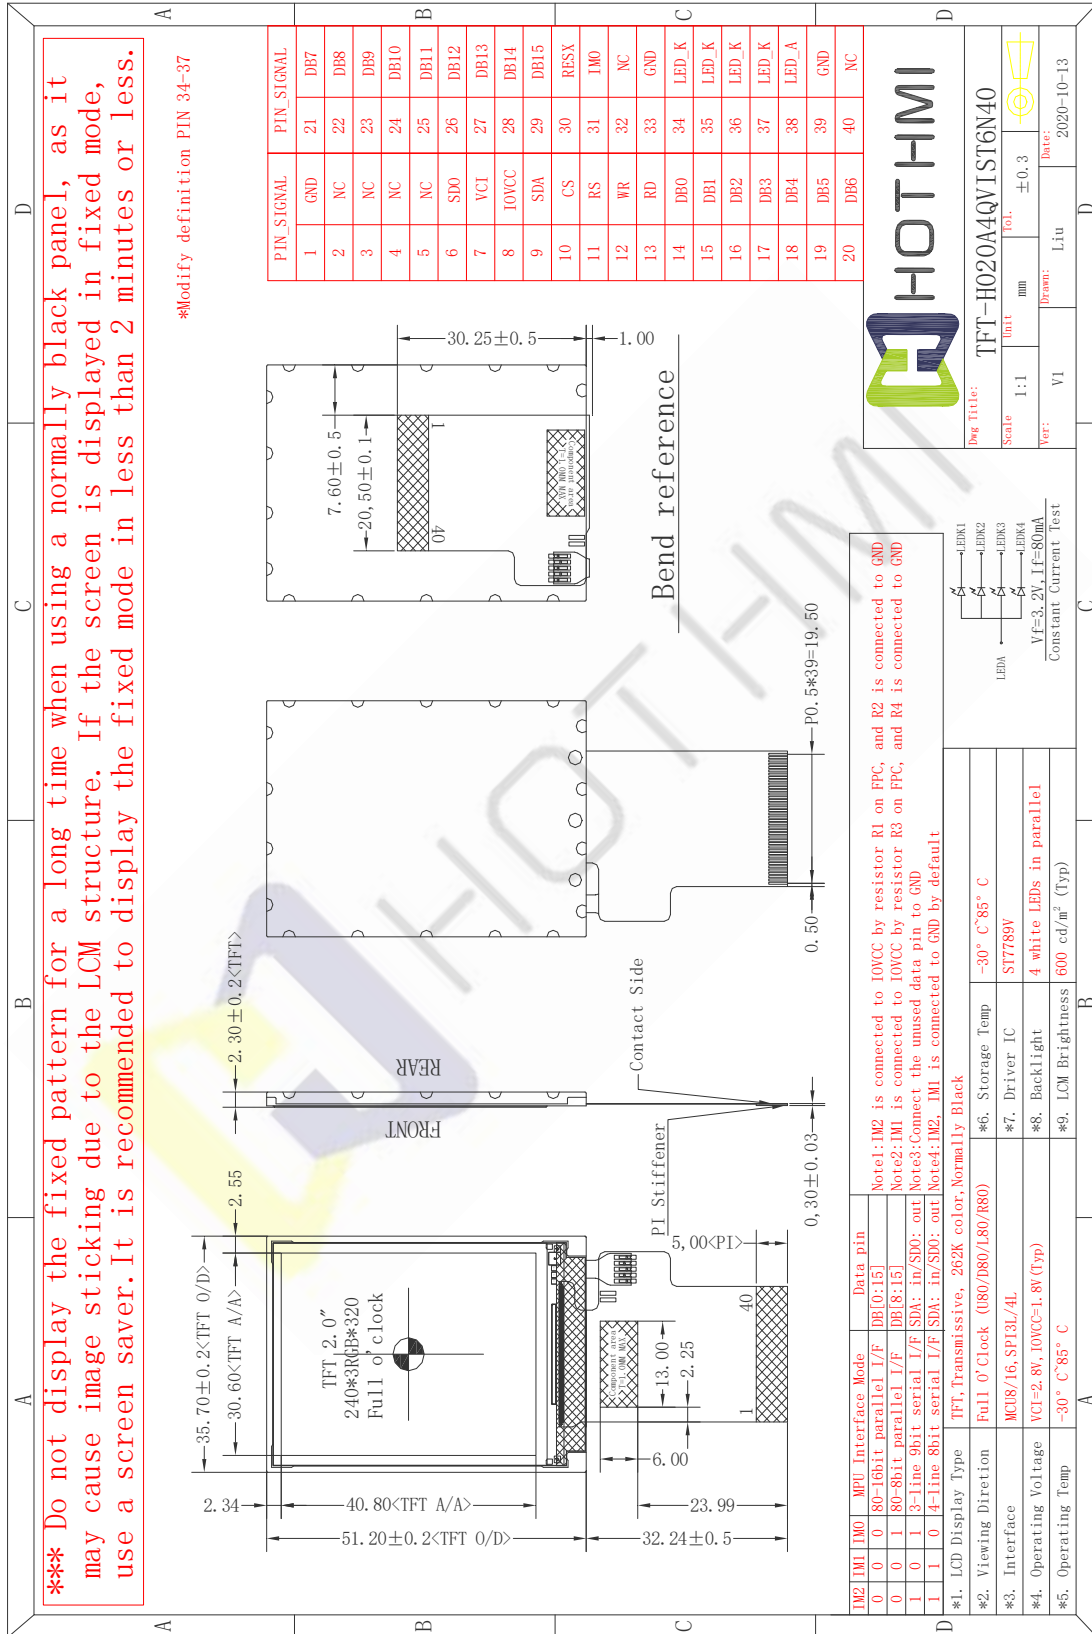 *** Do not display the fixed pattern for a long time when using a normally black panel, as it
may cause image sticking due to the LCM structure. If the screen is displayed in fixed mode,
use a screen saver.It is recommended to display the fixed mode in less than 2 minutes or less.
*Modify definition PIN 34-37
PIN_SIGNAL PIN_SIGNAL
1 GND 21 DB7
2 NC 22 DB8
3 NC 23 DB9
4 NC 24 DB10
5 NC 25 DB11
6 SDO 26 DB12
7 VCI 27 DB13
8 IOVCC 28 DB14
9 SDA 29 DB15
10 CS 30 RESX
11 RS 31 IMO
12 WR 32 NC
13 RD 33 GND
14 DB0 34 LED_K
15 DB1 35 LED_K
16 DB2 36 LED_K
17 DB3 37 LED_K
18 DB4 38 LED_A
19 DB5 39 GND
20 DB6 40 NC
35.70±0.2<TFT O/D>
30.60<TFT A/A>
2.55
2.34
40.80<TFT A/A>
51.20±0.2<TFT O/D>
TFT 2.0"
240*3RGB*320
Full o'clock
Component area
T=1.0MM MAX
13.00
2.25
6.00
23.99
32.24±0.5
5,00<PI>
1
40
2.30±0.2<TFT>
FRONT
REAR
PI Stiffener
Contact Side
0,30±0.03
0.50
P0.5*39=19.50
7.60±0.5
20,50±0.1
30.25±0.5
1.00
1
40
Component area
T=1.0MM MAX
Bend reference
IM2 IM1 IM0 MPU Interface Mode Data pin
0 0 0 80-16bit parallel I/F DB[0:15]
0 0 1 80-8bit parallel I/F DB[8:15]
1 0 1 3-line 9bit serial I/F SDA: in/SDO: out
1 1 0 4-line 8bit serial I/F SDA: in/SDO: out
Note1:IM2 is connected to IOVCC by resistor R1 on FPC, and R2 is connected to GND
Note2:IM1 is connected to IOVCC by resistor R3 on FPC, and R4 is connected to GND
Note3:Connect the unused data pin to GND
Note4:IM2, IM1 is connected to GND by default
*1. LCD Display Type TFT, Transmissive, 262K color, Normally Black
*2. Viewing Diretion Full O'Clock (U80/D80/L80/R80)
*3. Interface MCU8/16,SPI3L/4L
*4. Operating Voltage VCI=2.8V, IOVCC=1.8V(Typ)
*5. Operating Temp -30° C~85° C
*6. Storage Temp -30° C~85° C
*7. Driver IC ST7789V
*8. Backlight 4 white LEDs in parallel
*9. LCM Brightness 600 cd/m² (Typ)
LEDA
LEDK1
LEDK2
LEDK3
LEDK4
Vf=3.2V, If=80mA
Constant Current Test
HOTHMI
Dwg Title: TFT-H020A4QVIST6N40
Scale 1:1 Unit mm Tol. ±0.3
Ver: V1 Drawn: Liu Date: 2020-10-13
A B C D
A B C D
A B C D
A B C D
HOTHMI